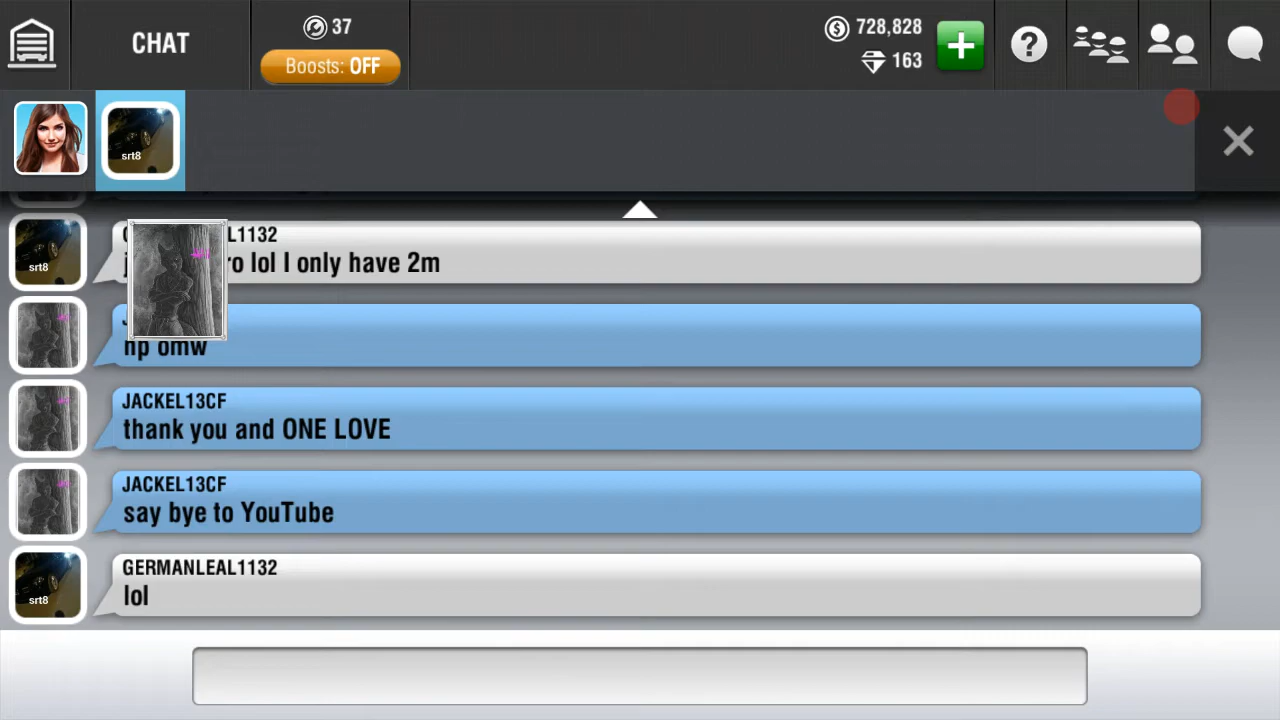 CHAT
37
Boosts: OFF
728,828
163
srt8
srt8
L1132
ro lol I only have 2m
np omw
JACKEL13CF
thank you and ONE LOVE
JACKEL13CF
say bye to YouTube
srt8
GERMANLEAL1132
lol